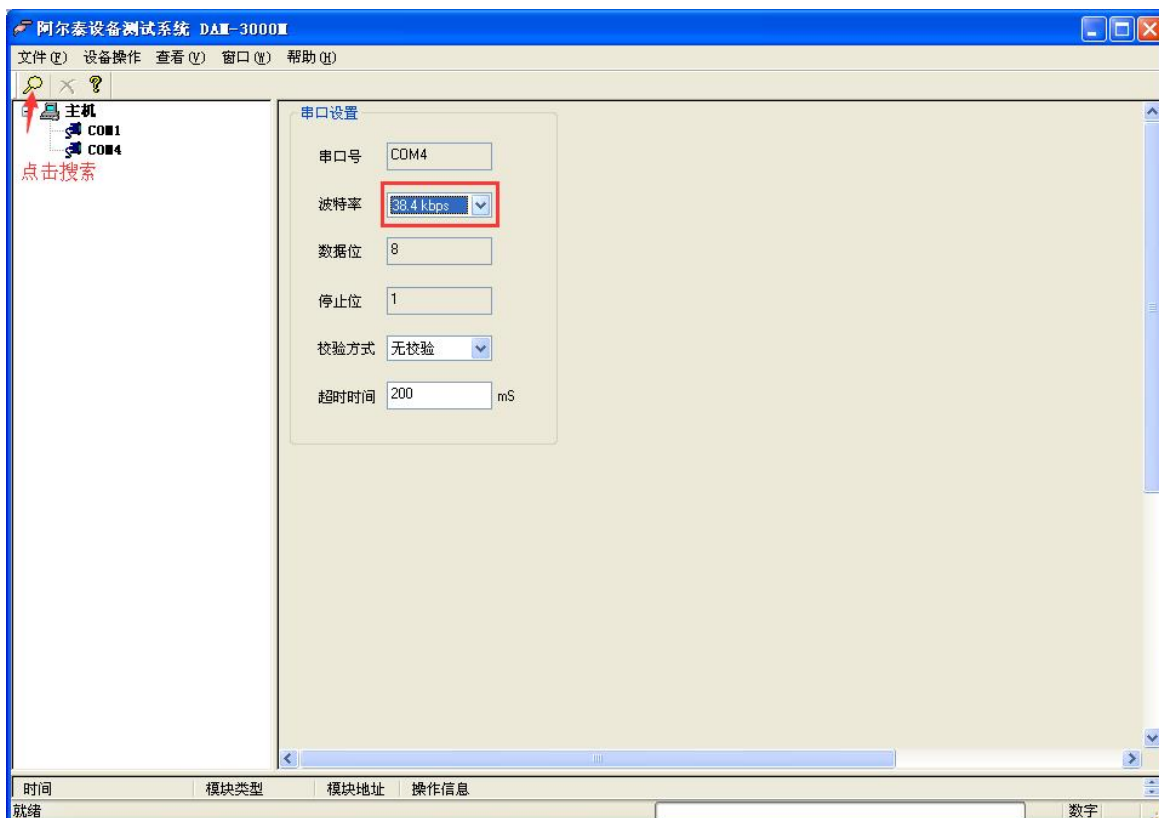 阿尔泰设备测试系统 DAM-3000M
文件(F) 设备操作 查看(V) 窗口(W) 帮助(H)
主机
COM1
COM4
点击搜索
串口设置
串口号 COM4
波特率 38.4 kbps
数据位 8
停止位 1
校验方式 无校验
超时时间 200 mS
时间 模块类型 模块地址 操作信息
就绪 数字